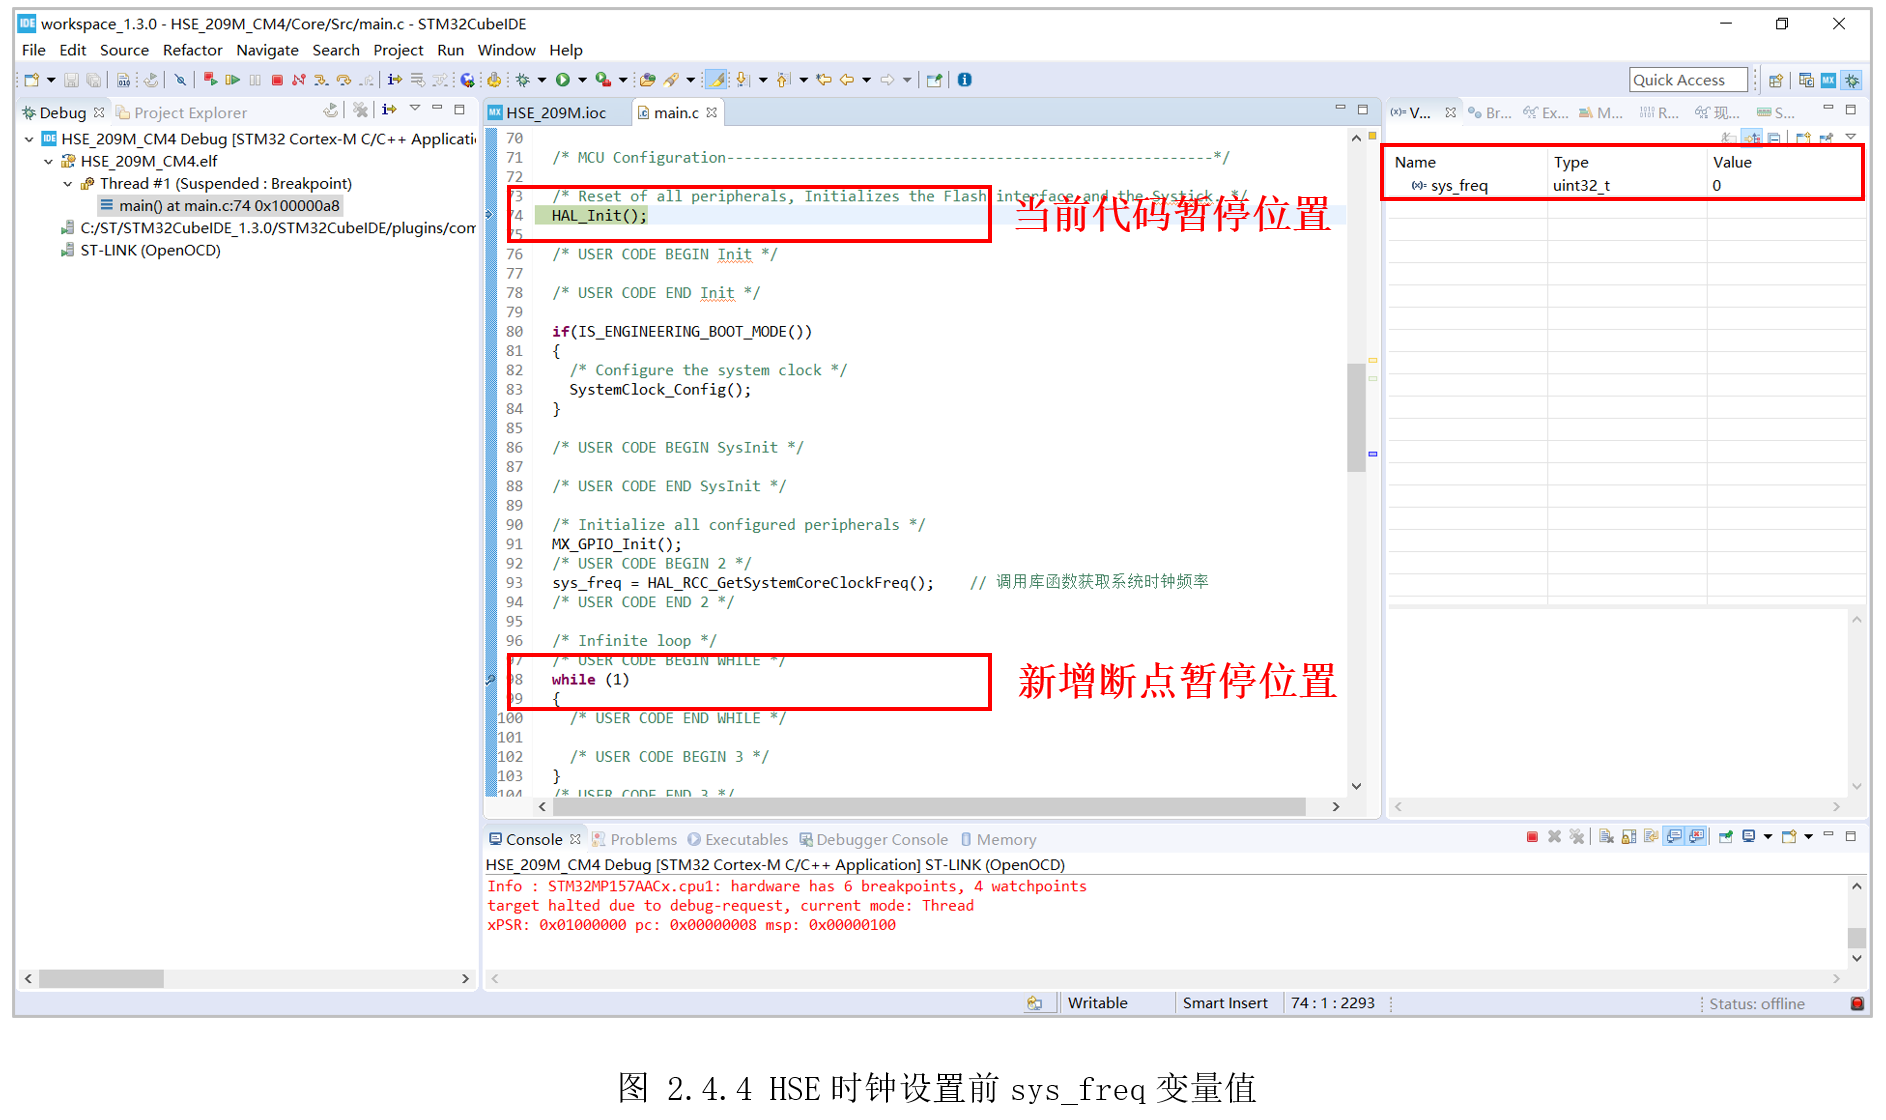 workspace_1.3.0 - HSE_209M_CM4/Core/Src/main.c - STM32CubeIDE
File Edit Source Refactor Navigate Search Project Run Window Help
Quick Access
Debug Project Explorer
HSE_209M_CM4 Debug [STM32 Cortex-M C/C++ Applicati
HSE_209M_CM4.elf
Thread #1 (Suspended : Breakpoint)
main() at main.c:74 0x100000a8
C:/ST/STM32CubeIDE_1.3.0/STM32CubeIDE/plugins/com
ST-LINK (OpenOCD)
HSE_209M.ioc main.c
70
71 /* MCU Configuration--------------------------------------------------------*/
72
73 /* Reset of all peripherals, Initializes the Flash interface and the Systick. */
74 HAL_Init();
当前代码暂停位置
75
76 /* USER CODE BEGIN Init */
77
78 /* USER CODE END Init */
79
80 if(IS_ENGINEERING_BOOT_MODE())
81 {
82 /* Configure the system clock */
83 SystemClock_Config();
84 }
85
86 /* USER CODE BEGIN SysInit */
87
88 /* USER CODE END SysInit */
89
90 /* Initialize all configured peripherals */
91 MX_GPIO_Init();
92 /* USER CODE BEGIN 2 */
93 sys_freq = HAL_RCC_GetSystemCoreClockFreq(); // 调用库函数获取系统时钟频率
94 /* USER CODE END 2 */
95
96 /* Infinite loop */
97 /* USER CODE BEGIN WHILE */
98 while (1)
新增断点暂停位置
99 {
100 /* USER CODE END WHILE */
101
102 /* USER CODE BEGIN 3 */
103 }
104 /* USER CODE END 3 */
V... Br... Ex... M... R... 现... S...
Name Type Value
sys_freq uint32_t 0
Console Problems Executables Debugger Console Memory
HSE_209M_CM4 Debug [STM32 Cortex-M C/C++ Application] ST-LINK (OpenOCD)
Info : STM32MP157AACx.cpu1: hardware has 6 breakpoints, 4 watchpoints
target halted due to debug-request, current mode: Thread
xPSR: 0x01000000 pc: 0x00000008 msp: 0x00000100
Writable Smart Insert 74 : 1 : 2293 Status: offline
图 2.4.4 HSE 时钟设置前 sys_freq 变量值